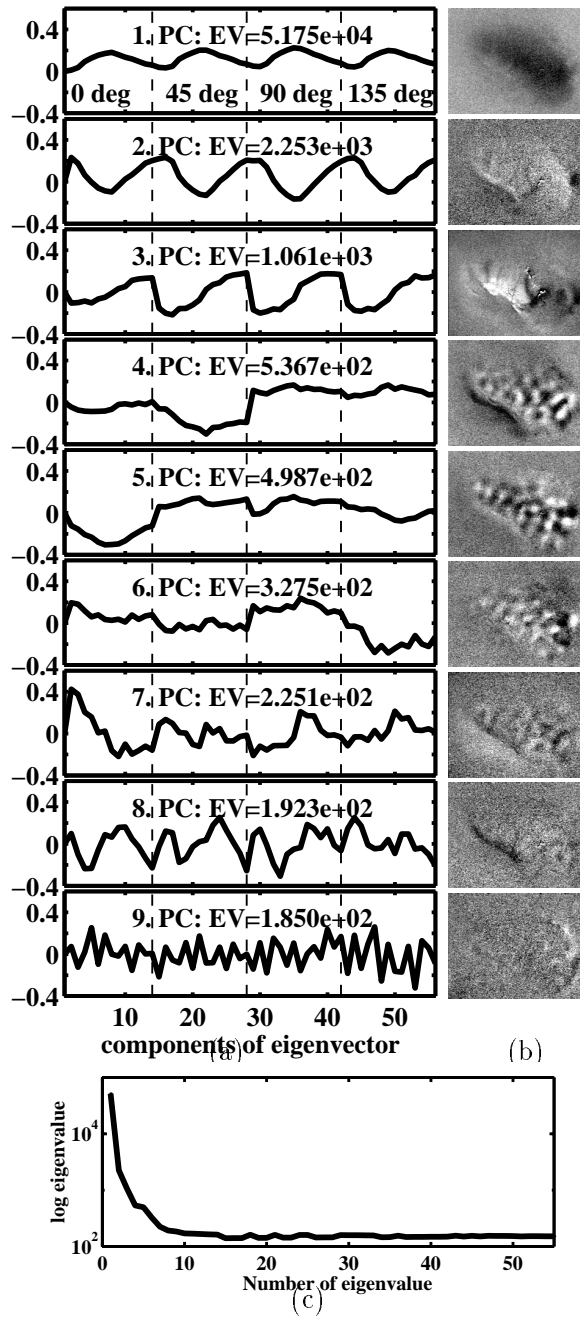 0.4
0
−0.4
1. PC: EV=5.175e+04
0 deg 45 deg 90 deg 135 deg
0.4
0
−0.4
2. PC: EV=2.253e+03
0.4
0
−0.4
3. PC: EV=1.061e+03
0.4
0
−0.4
4. PC: EV=5.367e+02
0.4
0
−0.4
5. PC: EV=4.987e+02
0.4
0
−0.4
6. PC: EV=3.275e+02
0.4
0
−0.4
7. PC: EV=2.251e+02
0.4
0
−0.4
8. PC: EV=1.923e+02
0.4
0
−0.4
9. PC: EV=1.850e+02
10 20 30 40 50
components of eigenvector
(a) (b)
log eigenvalue
10^4
10^2
0 10 20 30 40 50
Number of eigenvalue
(c)